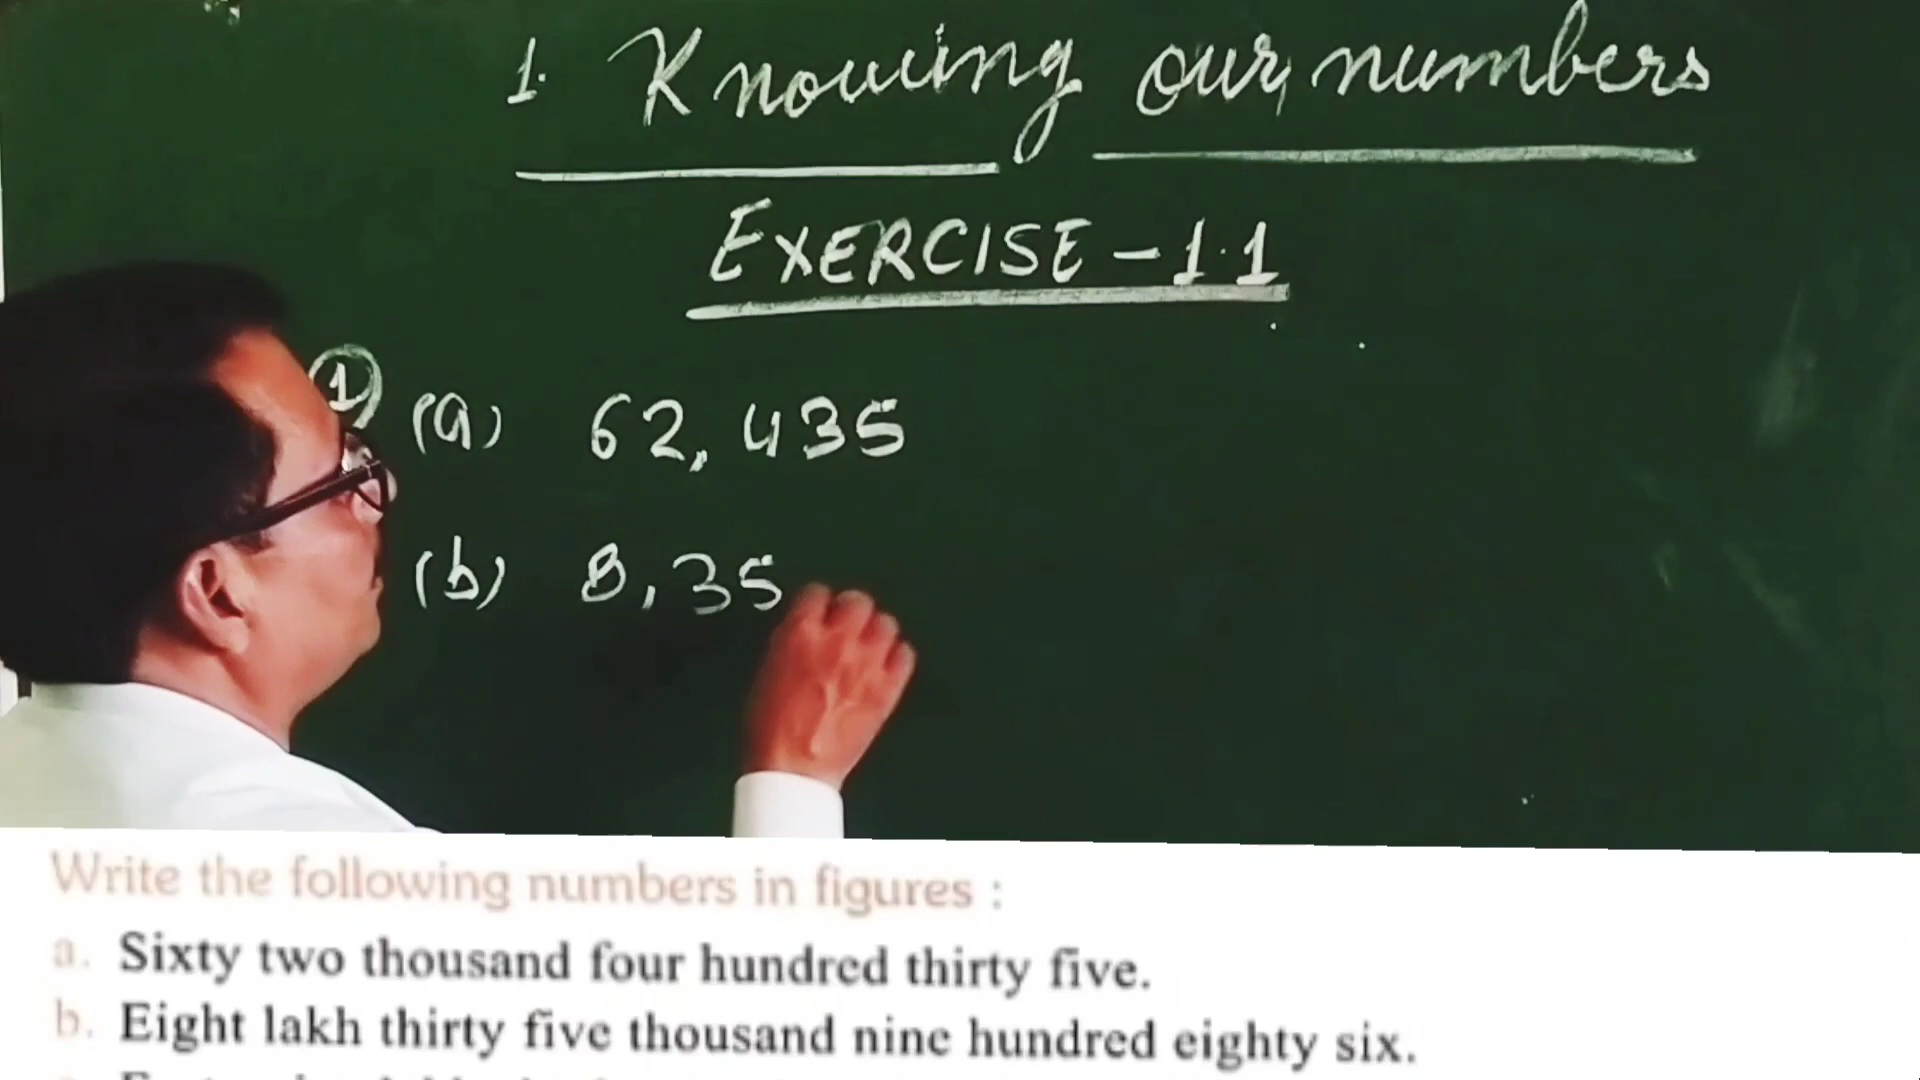 1. Knowing our numbers
EXERCISE - 1.1
1 (a) 62,435
(b) 8,35
Write the following numbers in figures :
a. Sixty two thousand four hundred thirty five.
b. Eight lakh thirty five thousand nine hundred eighty six.